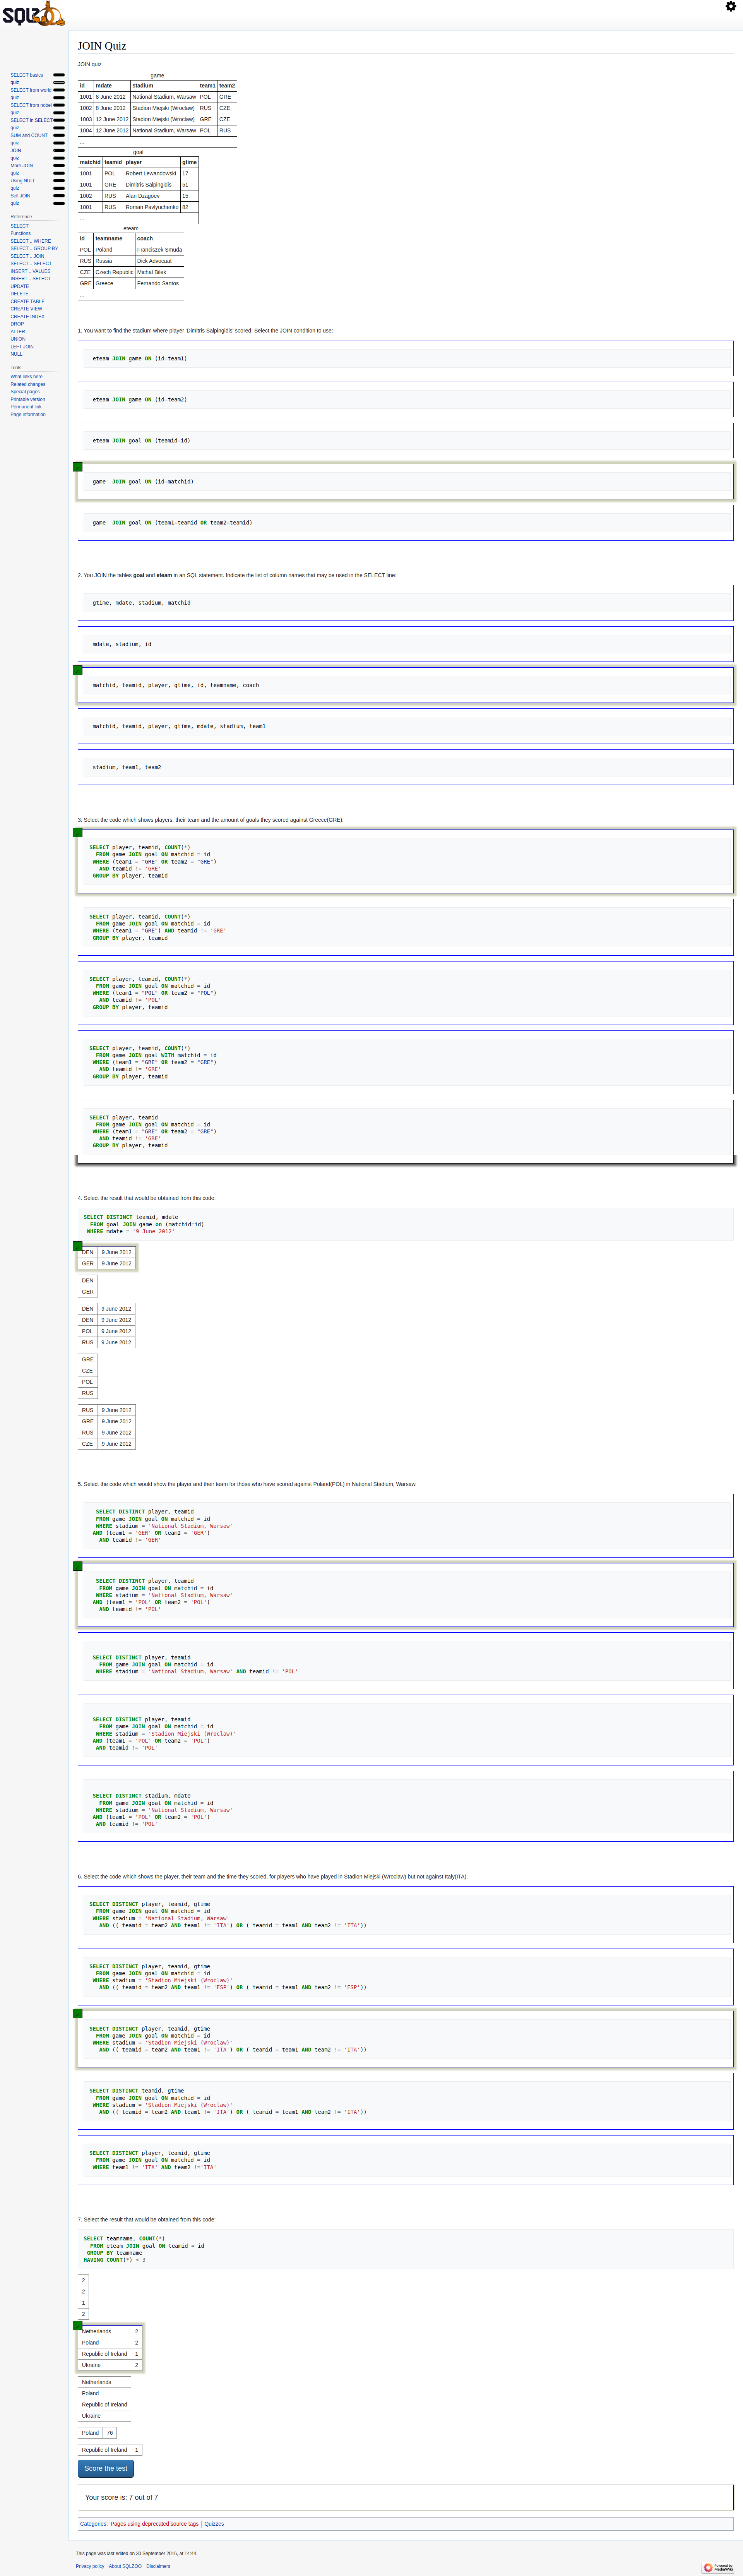 SQLZOO
SELECT basics
quiz
SELECT from world
quiz
SELECT from nobel
quiz
SELECT in SELECT
quiz
SUM and COUNT
quiz
JOIN
quiz
More JOIN
quiz
Using NULL
quiz
Self JOIN
quiz
Reference
SELECT
Functions
SELECT .. WHERE
SELECT .. GROUP BY
SELECT .. JOIN
SELECT .. SELECT
INSERT .. VALUES
INSERT .. SELECT
UPDATE
DELETE
CREATE TABLE
CREATE VIEW
CREATE INDEX
DROP
ALTER
UNION
LEFT JOIN
NULL
Tools
What links here
Related changes
Special pages
Printable version
Permanent link
Page information
JOIN Quiz
JOIN quiz
game
id mdate stadium team1 team2
1001 8 June 2012 National Stadium, Warsaw POL GRE
1002 8 June 2012 Stadion Miejski (Wroclaw) RUS CZE
1003 12 June 2012 Stadion Miejski (Wroclaw) GRE CZE
1004 12 June 2012 National Stadium, Warsaw POL RUS
...
goal
matchid teamid player gtime
1001 POL Robert Lewandowski 17
1001 GRE Dimitris Salpingidis 51
1002 RUS Alan Dzagoev 15
1001 RUS Roman Pavlyuchenko 82
...
eteam
id teamname coach
POL Poland Franciszek Smuda
RUS Russia Dick Advocaat
CZE Czech Republic Michal Bilek
GRE Greece Fernando Santos
...
1. You want to find the stadium where player 'Dimitris Salpingidis' scored. Select the JOIN condition to use:
eteam JOIN game ON (id=team1)
eteam JOIN game ON (id=team2)
eteam JOIN goal ON (teamid=id)
game  JOIN goal ON (id=matchid)
game  JOIN goal ON (team1=teamid OR team2=teamid)
2. You JOIN the tables goal and eteam in an SQL statement. Indicate the list of column names that may be used in the SELECT line:
gtime, mdate, stadium, matchid
mdate, stadium, id
matchid, teamid, player, gtime, id, teamname, coach
matchid, teamid, player, gtime, mdate, stadium, team1
stadium, team1, team2
3. Select the code which shows players, their team and the amount of goals they scored against Greece(GRE).
SELECT player, teamid, COUNT(*)
FROM game JOIN goal ON matchid = id
WHERE (team1 = "GRE" OR team2 = "GRE")
AND teamid != 'GRE'
GROUP BY player, teamid
SELECT player, teamid, COUNT(*)
FROM game JOIN goal ON matchid = id
WHERE (team1 = "GRE") AND teamid != 'GRE'
GROUP BY player, teamid
SELECT player, teamid, COUNT(*)
FROM game JOIN goal ON matchid = id
WHERE (team1 = "POL" OR team2 = "POL")
AND teamid != 'POL'
GROUP BY player, teamid
SELECT player, teamid, COUNT(*)
FROM game JOIN goal WITH matchid = id
WHERE (team1 = "GRE" OR team2 = "GRE")
AND teamid != 'GRE'
GROUP BY player, teamid
SELECT player, teamid
FROM game JOIN goal ON matchid = id
WHERE (team1 = "GRE" OR team2 = "GRE")
AND teamid != 'GRE'
GROUP BY player, teamid
4. Select the result that would be obtained from this code:
SELECT DISTINCT teamid, mdate
FROM goal JOIN game on (matchid=id)
WHERE mdate = '9 June 2012'
DEN 9 June 2012
GER 9 June 2012
DEN
GER
DEN 9 June 2012
DEN 9 June 2012
POL 9 June 2012
RUS 9 June 2012
GRE
CZE
POL
RUS
RUS 9 June 2012
GRE 9 June 2012
RUS 9 June 2012
CZE 9 June 2012
5. Select the code which would show the player and their team for those who have scored against Poland(POL) in National Stadium, Warsaw.
SELECT DISTINCT player, teamid
FROM game JOIN goal ON matchid = id
WHERE stadium = 'National Stadium, Warsaw'
AND (team1 = 'GER' OR team2 = 'GER')
AND teamid != 'GER'
SELECT DISTINCT player, teamid
FROM game JOIN goal ON matchid = id
WHERE stadium = 'National Stadium, Warsaw'
AND (team1 = 'POL' OR team2 = 'POL')
AND teamid != 'POL'
SELECT DISTINCT player, teamid
FROM game JOIN goal ON matchid = id
WHERE stadium = 'National Stadium, Warsaw' AND teamid != 'POL'
SELECT DISTINCT player, teamid
FROM game JOIN goal ON matchid = id
WHERE stadium = 'Stadion Miejski (Wroclaw)'
AND (team1 = 'POL' OR team2 = 'POL')
AND teamid != 'POL'
SELECT DISTINCT stadium, mdate
FROM game JOIN goal ON matchid = id
WHERE stadium = 'National Stadium, Warsaw'
AND (team1 = 'POL' OR team2 = 'POL')
AND teamid != 'POL'
6. Select the code which shows the player, their team and the time they scored, for players who have played in Stadion Miejski (Wroclaw) but not against Italy(ITA).
SELECT DISTINCT player, teamid, gtime
FROM game JOIN goal ON matchid = id
WHERE stadium = 'National Stadium, Warsaw'
AND (( teamid = team2 AND team1 != 'ITA') OR ( teamid = team1 AND team2 != 'ITA'))
SELECT DISTINCT player, teamid, gtime
FROM game JOIN goal ON matchid = id
WHERE stadium = 'Stadion Miejski (Wroclaw)'
AND (( teamid = team2 AND team1 != 'ESP') OR ( teamid = team1 AND team2 != 'ESP'))
SELECT DISTINCT player, teamid, gtime
FROM game JOIN goal ON matchid = id
WHERE stadium = 'Stadion Miejski (Wroclaw)'
AND (( teamid = team2 AND team1 != 'ITA') OR ( teamid = team1 AND team2 != 'ITA'))
SELECT DISTINCT teamid, gtime
FROM game JOIN goal ON matchid = id
WHERE stadium = 'Stadion Miejski (Wroclaw)'
AND (( teamid = team2 AND team1 != 'ITA') OR ( teamid = team1 AND team2 != 'ITA'))
SELECT DISTINCT player, teamid, gtime
FROM game JOIN goal ON matchid = id
WHERE team1 != 'ITA' AND team2 !='ITA'
7. Select the result that would be obtained from this code:
SELECT teamname, COUNT(*)
FROM eteam JOIN goal ON teamid = id
GROUP BY teamname
HAVING COUNT(*) < 3
2
2
1
2
Netherlands 2
Poland 2
Republic of Ireland 1
Ukraine 2
Netherlands
Poland
Republic of Ireland
Ukraine
Poland 76
Republic of Ireland 1
Score the test
Your score is: 7 out of 7
Categories: Pages using deprecated source tags | Quizzes
This page was last edited on 30 September 2016, at 14:44.
Privacy policy About SQLZOO Disclaimers
Powered by
MediaWiki